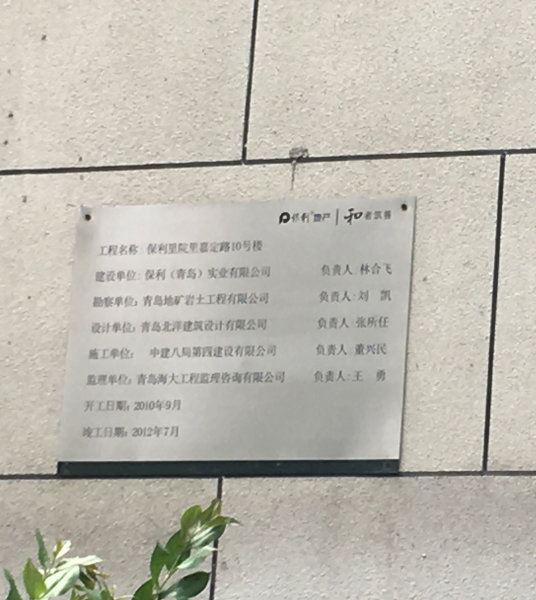 保利地产 | 和者筑善
工程名称: 保利里院里嘉定路10号楼
建设单位: 保利（青岛）实业有限公司 负责人: 林合飞
勘察单位: 青岛地矿岩土工程有限公司 负责人: 刘 凯
设计单位: 青岛北洋建筑设计有限公司 负责人: 张所任
施工单位: 中建八局第四建设有限公司 负责人: 董兴民
监理单位: 青岛海大工程监理咨询有限公司 负责人: 王 勇
开工日期: 2010年9月
竣工日期: 2012年7月